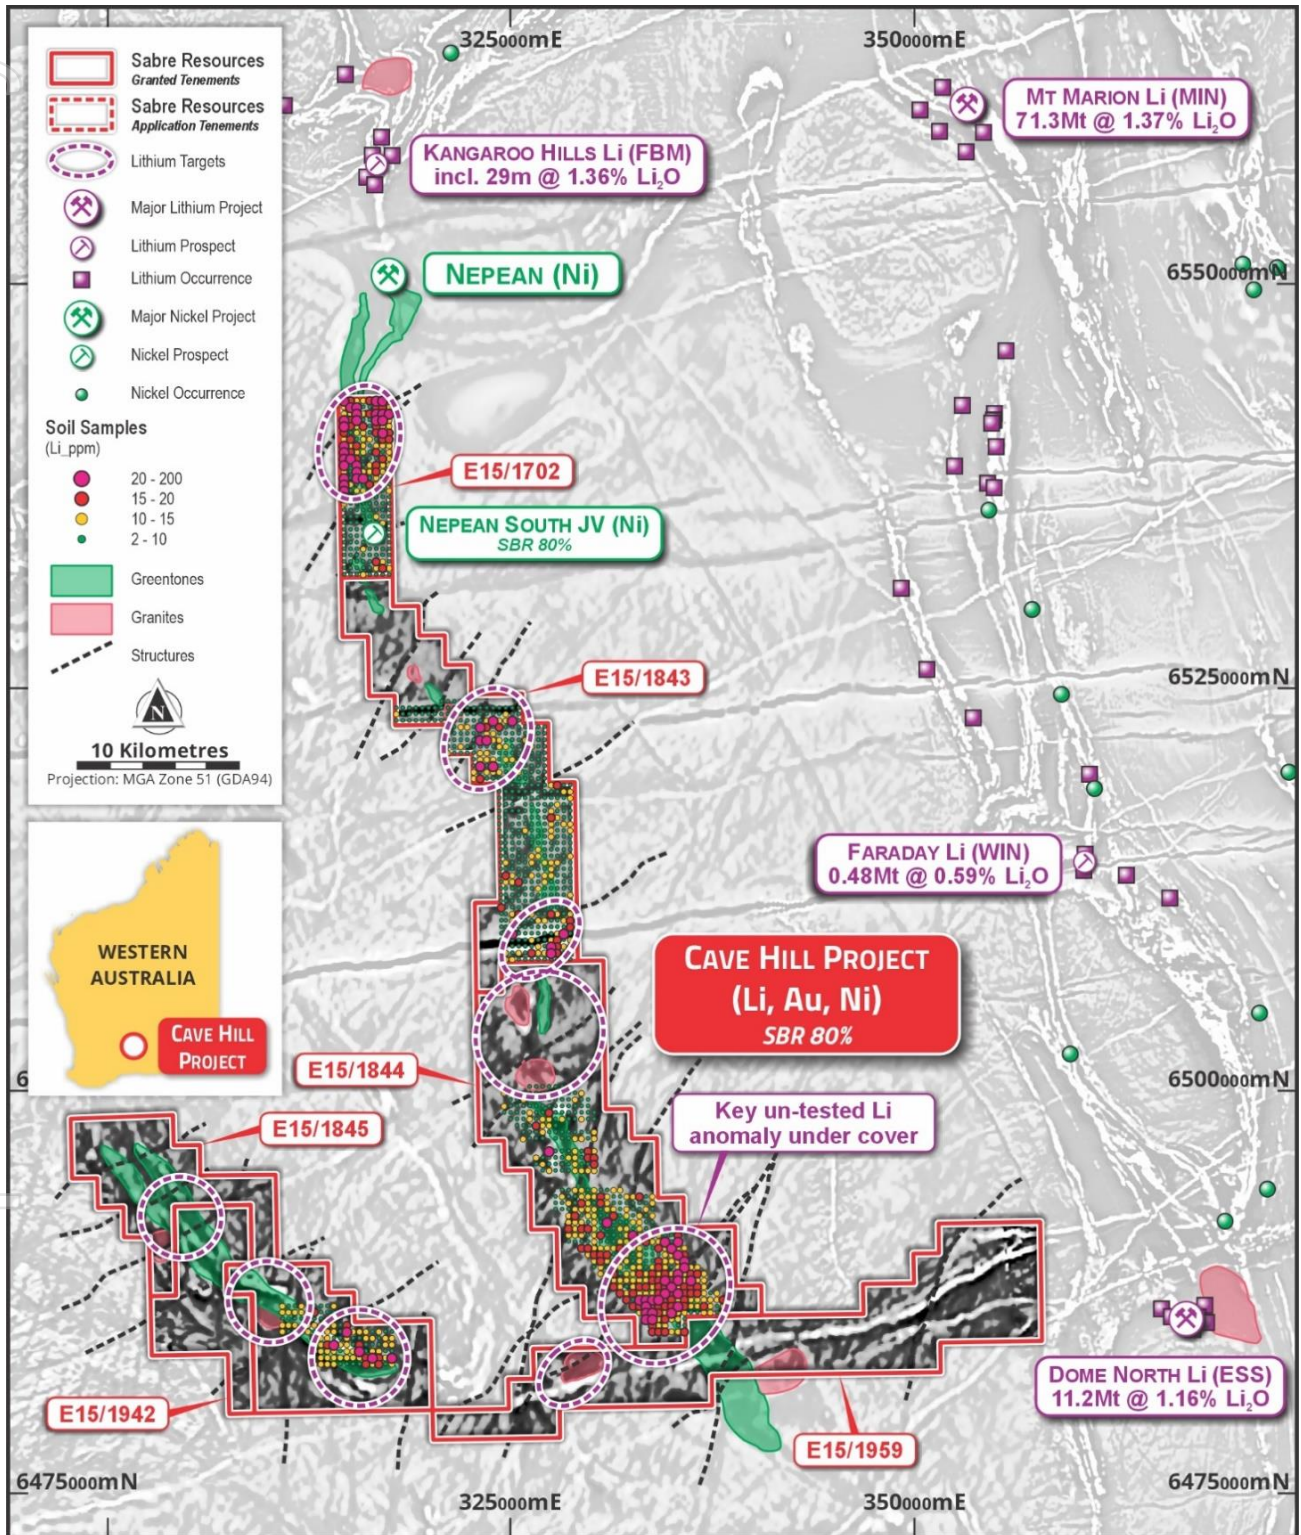 325000mE
350000mE
Sabre Resources
Granted Tenements
Sabre Resources
Application Tenements
Lithium Targets
Major Lithium Project
Lithium Prospect
Lithium Occurrence
Major Nickel Project
Nickel Prospect
Nickel Occurrence
Soil Samples
(Li_ppm)
20 - 200
15 - 20
10 - 15
2 - 10
Greentones
Granites
Structures
N
10 Kilometres
Projection: MGA Zone 51 (GDA94)
MT MARION Li (MIN)
71.3Mt @ 1.37% Li₂O
KANGAROO HILLS Li (FBM)
incl. 29m @ 1.36% Li₂O
NEPEAN (Ni)
6550000mN
E15/1702
NEPEAN SOUTH JV (Ni)
SBR 80%
E15/1843
6525000mN
FARADAY Li (WIN)
0.48Mt @ 0.59% Li₂O
WESTERN
AUSTRALIA
CAVE HILL
PROJECT
CAVE HILL PROJECT
(Li, Au, Ni)
SBR 80%
E15/1844
6
6500000mN
Key un-tested Li
anomaly under cover
E15/1845
DOME NORTH Li (ESS)
11.2Mt @ 1.16% Li₂O
E15/1942
E15/1959
6475000mN
6475000mN
325000mE
350000mE